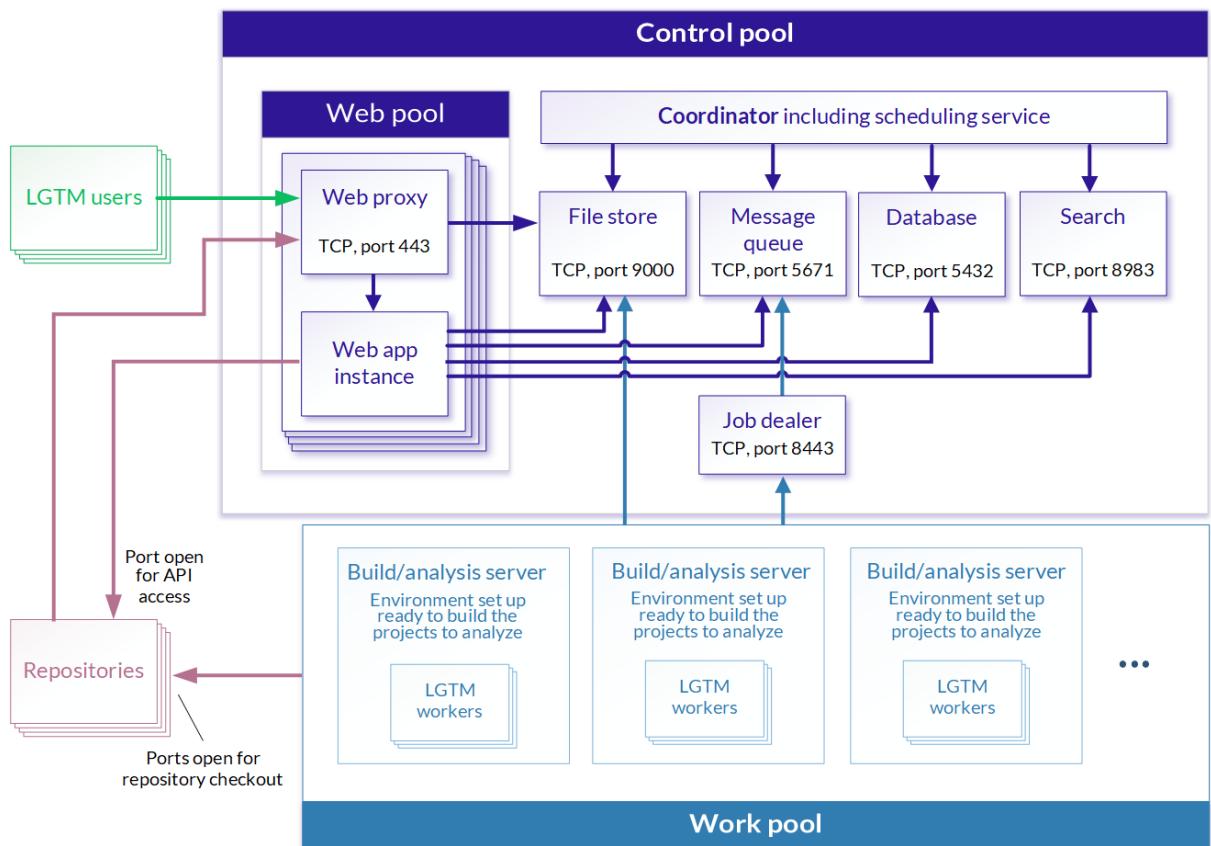 Control pool
Web pool
Coordinator including scheduling service
LGTM users
Web proxy
TCP, port 443
File store
TCP, port 9000
Message
queue
TCP, port 5671
Database
TCP, port 5432
Search
TCP, port 8983
Web app
instance
Job dealer
TCP, port 8443
Port open
for API
access
Repositories
Ports open for
repository checkout
Build/analysis server
Environment set up
ready to build the
projects to analyze
LGTM
workers
Build/analysis server
Environment set up
ready to build the
projects to analyze
LGTM
workers
Build/analysis server
Environment set up
ready to build the
projects to analyze
LGTM
workers
...
Work pool